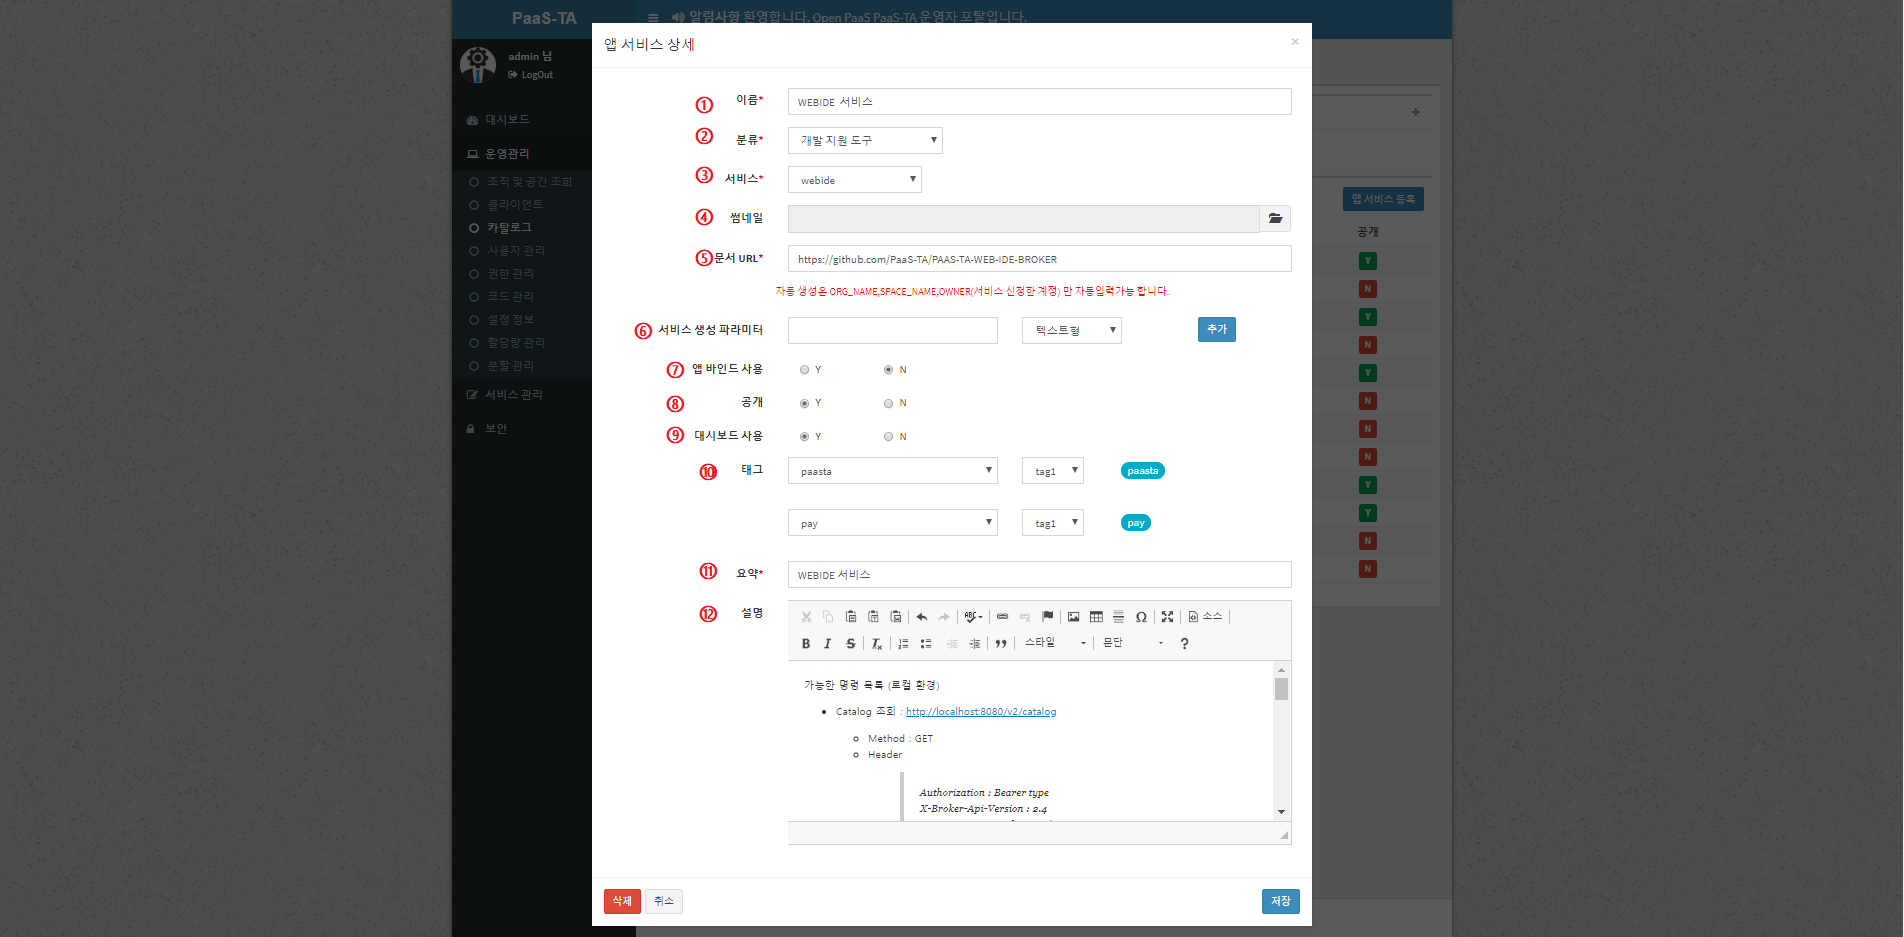 PaaS-TA
알림사항 환영합니다. Open PaaS PaaS-TA 운영자 포탈입니다.
admin 님
LogOut
대시보드
운영관리
조직 및 공간 조회
클라이언트
카탈로그
사용자 관리
권한 관리
코드 관리
설정 정보
할당량 관리
분할 관리
서비스 관리
보안
앱 서비스 상세
×
① 이름* WEBIDE 서비스
② 분류* 개발 지원 도구
③ 서비스* webide
④ 썸네일
⑤ 문서 URL* https://github.com/PaaS-TA/PAAS-TA-WEB-IDE-BROKER
자동 생성은 ORG_NAME,SPACE_NAME,OWNER(서비스 신청한 계정) 만 자동입력가능 합니다.
⑥ 서비스 생성 파라미터 텍스트형 추가
⑦ 앱 바인드 사용 Y N
⑧ 공개 Y N
⑨ 대시보드 사용 Y N
⑩ 태그 paasta tag1 paasta
pay tag1 pay
⑪ 요약* WEBIDE 서비스
⑫ 설명
ABC Ω 소스
B I S Tx 스타일 문단 ?
가능한 명령 목록 (로컬 환경)
Catalog 조회 : http://localhost:8080/v2/catalog
Method : GET
Header
Authorization : Bearer type
X-Broker-Api-Version : 2.4
삭제 취소 저장
+
앱 서비스 등록
공개
Y
N
Y
N
Y
N
N
N
Y
Y
N
N